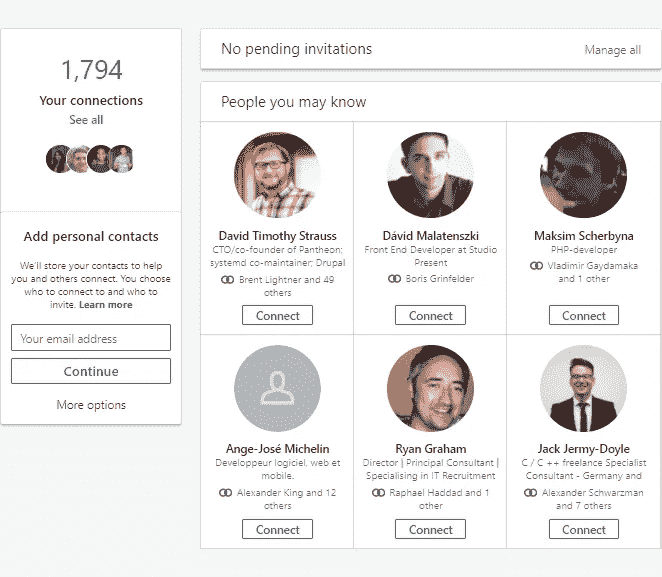 1,794
Your connections
See all
Add personal contacts
We'll store your contacts to help
you and others connect. You choose
who to connect to and who to
invite. Learn more
Your email address
Continue
More options
No pending invitations
Manage all
People you may know
David Timothy Strauss
CTO/co-founder of Pantheon;
systemd co-maintainer; Drupal
Brent Lightner and 49
others
Connect
Dávid Malatenszki
Front End Developer at Studio
Present
Boris Grinfelder
Connect
Maksim Scherbyna
PHP-developer
Vladimir Gaydamaka
and 1 other
Connect
Ange-José Michelin
Developpeur logiciel, web et
mobile.
Alexander King and 12
others
Connect
Ryan Graham
Director | Principal Consultant |
Specialising in IT Recruitment
Raphael Haddad and 1
other
Connect
Jack Jermy-Doyle
C / C ++ freelance Specialist
Consultant - Germany and
Alexander Schwarzman
and 7 others
Connect